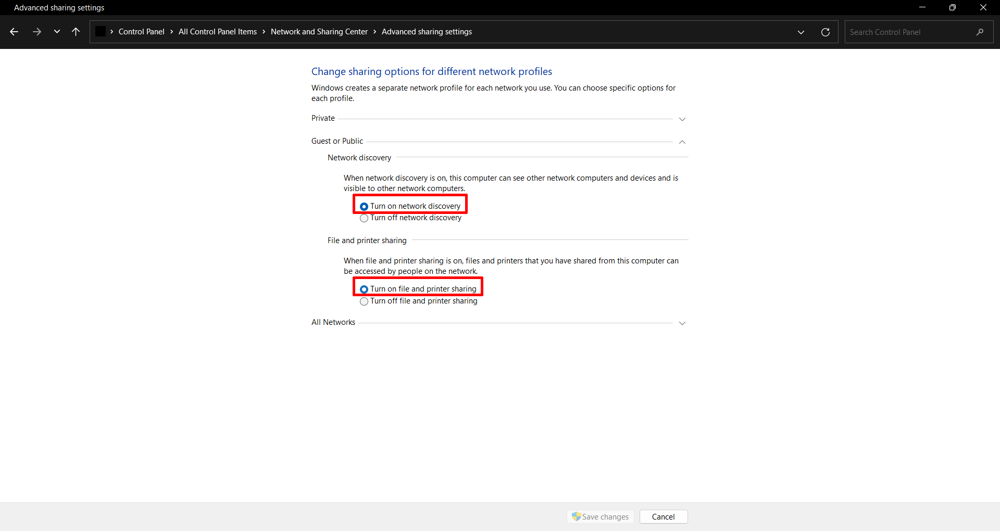 Advanced sharing settings
Control Panel › All Control Panel Items › Network and Sharing Center › Advanced sharing settings
Search Control Panel
Change sharing options for different network profiles
Windows creates a separate network profile for each network you use. You can choose specific options for
each profile.
Private
Guest or Public
Network discovery
When network discovery is on, this computer can see other network computers and devices and is
visible to other network computers.
Turn on network discovery
Turn off network discovery
File and printer sharing
When file and printer sharing is on, files and printers that you have shared from this computer can
be accessed by people on the network.
Turn on file and printer sharing
Turn off file and printer sharing
All Networks
Save changes
Cancel